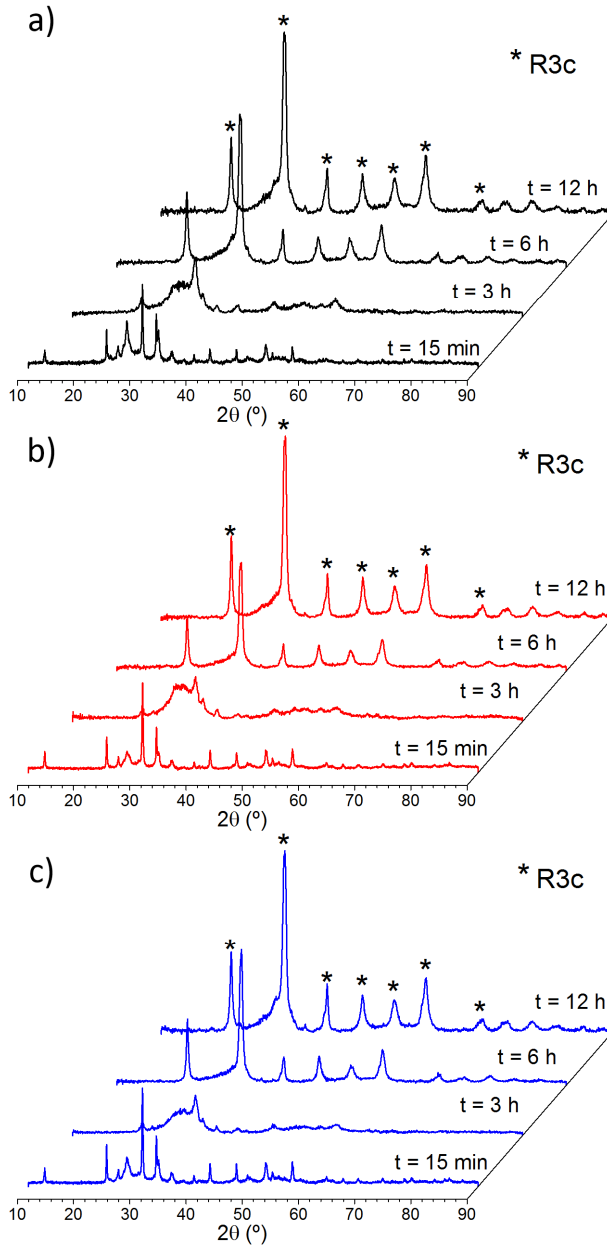 a)
*
* R3c
*
*
*
*
*
*
t = 12 h
t = 6 h
t = 3 h
t = 15 min
10 20 30 40 50 60 70 80 90
2θ (º)
b)
*
* R3c
*
*
*
*
*
*
t = 12 h
t = 6 h
t = 3 h
t = 15 min
10 20 30 40 50 60 70 80 90
2θ (º)
c)
*
* R3c
*
*
*
*
*
*
t = 12 h
t = 6 h
t = 3 h
t = 15 min
10 20 30 40 50 60 70 80 90
2θ (º)